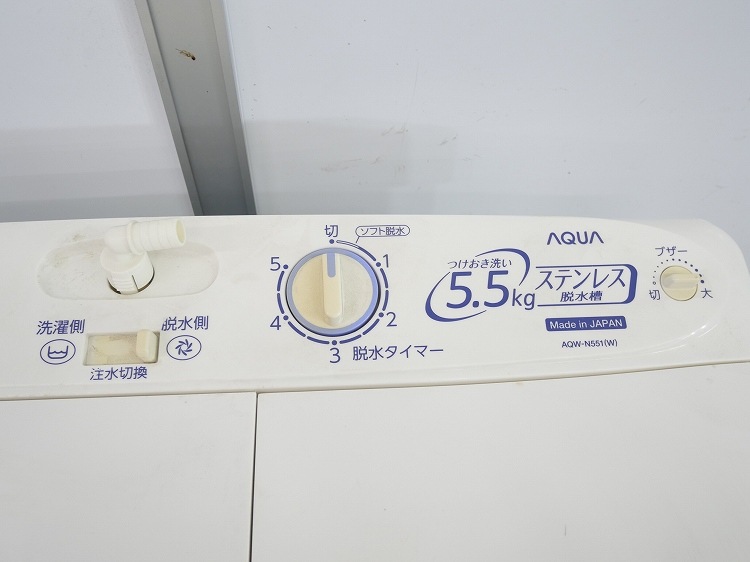 洗濯側
脱水側
注水切換
切
ソフト脱水
1
2
3
4
5
脱水タイマー
つけおき洗い
5.5kg
ステンレス
脱水槽
AQUA
Made in JAPAN
AQW-N551(W)
ブザー
切
大